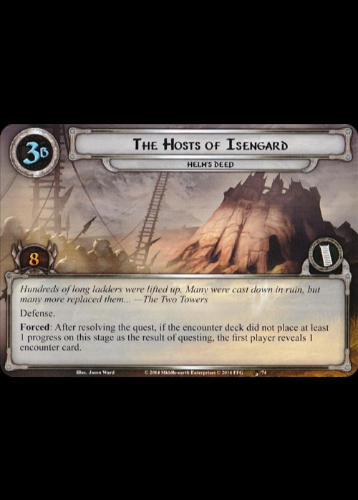 3B
THE HOSTS OF ISENGARD
HELM'S DEEP
8
Hundreds of long ladders were lifted up. Many were cast down in ruin, but
many more replaced them... —The Two Towers
Defense.
Forced: After resolving the quest, if the encounter deck did not place at least
1 progress on this stage as the result of questing, the first player reveals 1
encounter card.
Illus. Jason Ward
© 2014 Middle-earth Enterprises © 2014 FFG
74